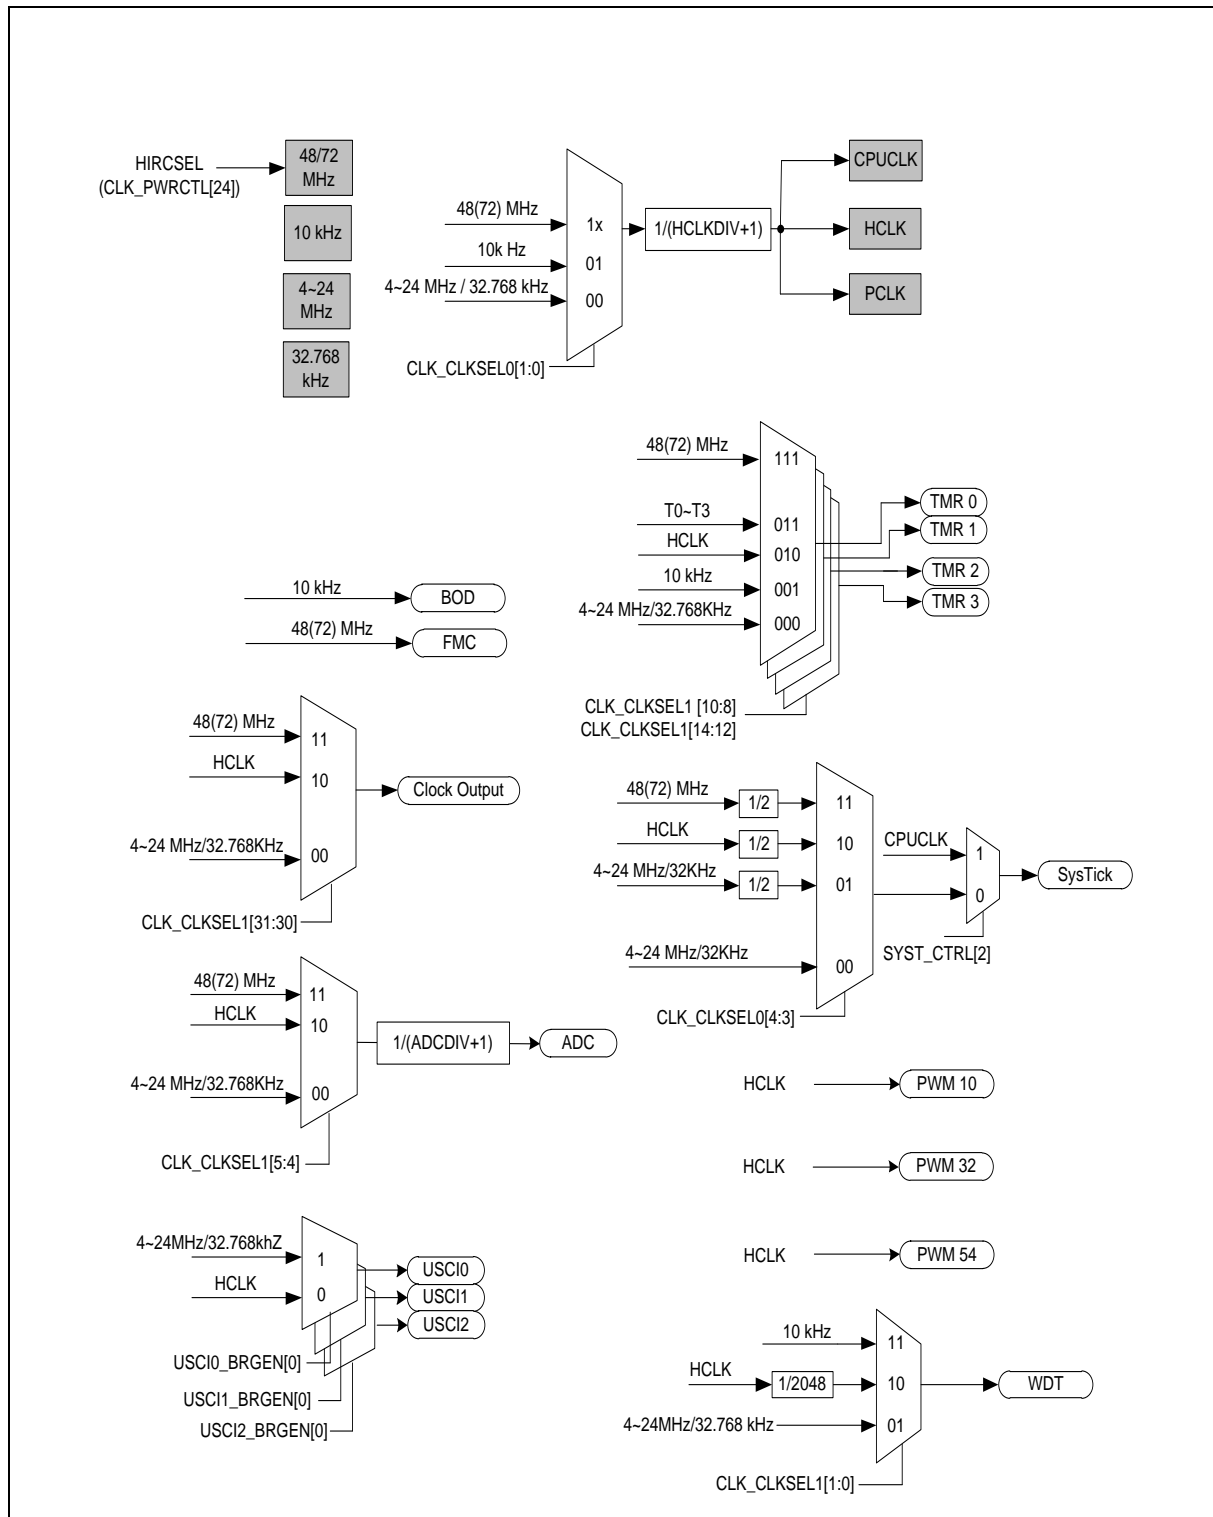 HIRCSEL
(CLK_PWRCTL[24])
48/72
MHz
10 kHz
4~24
MHz
32.768
kHz
48(72) MHz
10k Hz
4~24 MHz / 32.768 kHz
1x
01
00
CLK_CLKSEL0[1:0]
1/(HCLKDIV+1)
CPUCLK
HCLK
PCLK
48(72) MHz
T0~T3
HCLK
10 kHz
4~24 MHz/32.768KHz
111
011
010
001
000
TMR 0
TMR 1
TMR 2
TMR 3
CLK_CLKSEL1 [10:8]
CLK_CLKSEL1[14:12]
10 kHz
BOD
48(72) MHz
FMC
48(72) MHz
HCLK
4~24 MHz/32.768KHz
11
10
00
Clock Output
CLK_CLKSEL1[31:30]
48(72) MHz
HCLK
4~24 MHz/32KHz
4~24 MHz/32KHz
1/2
1/2
1/2
11
10
01
00
CLK_CLKSEL0[4:3]
CPUCLK
1
0
SYST_CTRL[2]
SysTick
48(72) MHz
HCLK
4~24 MHz/32.768KHz
11
10
00
1/(ADCDIV+1)
ADC
CLK_CLKSEL1[5:4]
HCLK
PWM 10
HCLK
PWM 32
HCLK
PWM 54
4~24MHz/32.768khZ
HCLK
1
0
USCI0
USCI1
USCI2
USCI0_BRGEN[0]
USCI1_BRGEN[0]
USCI2_BRGEN[0]
10 kHz
HCLK
1/2048
4~24MHz/32.768 kHz
11
10
01
WDT
CLK_CLKSEL1[1:0]